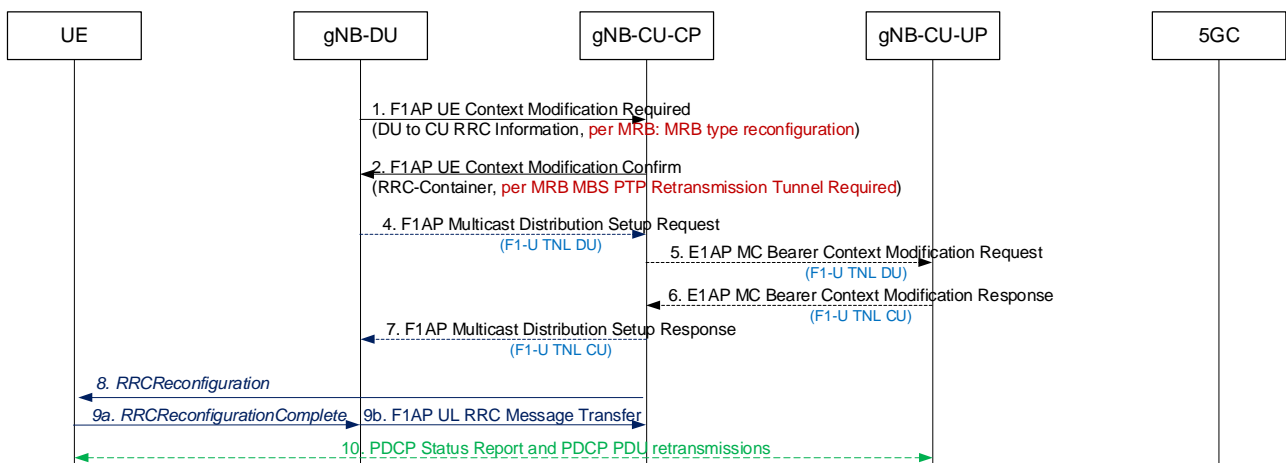 UE
gNB-DU
gNB-CU-CP
gNB-CU-UP
5GC
1. F1AP UE Context Modification Required
(DU to CU RRC Information, per MRB: MRB type reconfiguration)
2. F1AP UE Context Modification Confirm
(RRC-Container, per MRB MBS PTP Retransmission Tunnel Required)
4. F1AP Multicast Distribution Setup Request
(F1-U TNL DU)
5. E1AP MC Bearer Context Modification Request
(F1-U TNL DU)
6. E1AP MC Bearer Context Modification Response
(F1-U TNL CU)
7. F1AP Multicast Distribution Setup Response
(F1-U TNL CU)
8. RRCReconfiguration
9a. RRCReconfigurationComplete
9b. F1AP UL RRC Message Transfer
10. PDCP Status Report and PDCP PDU retransmissions